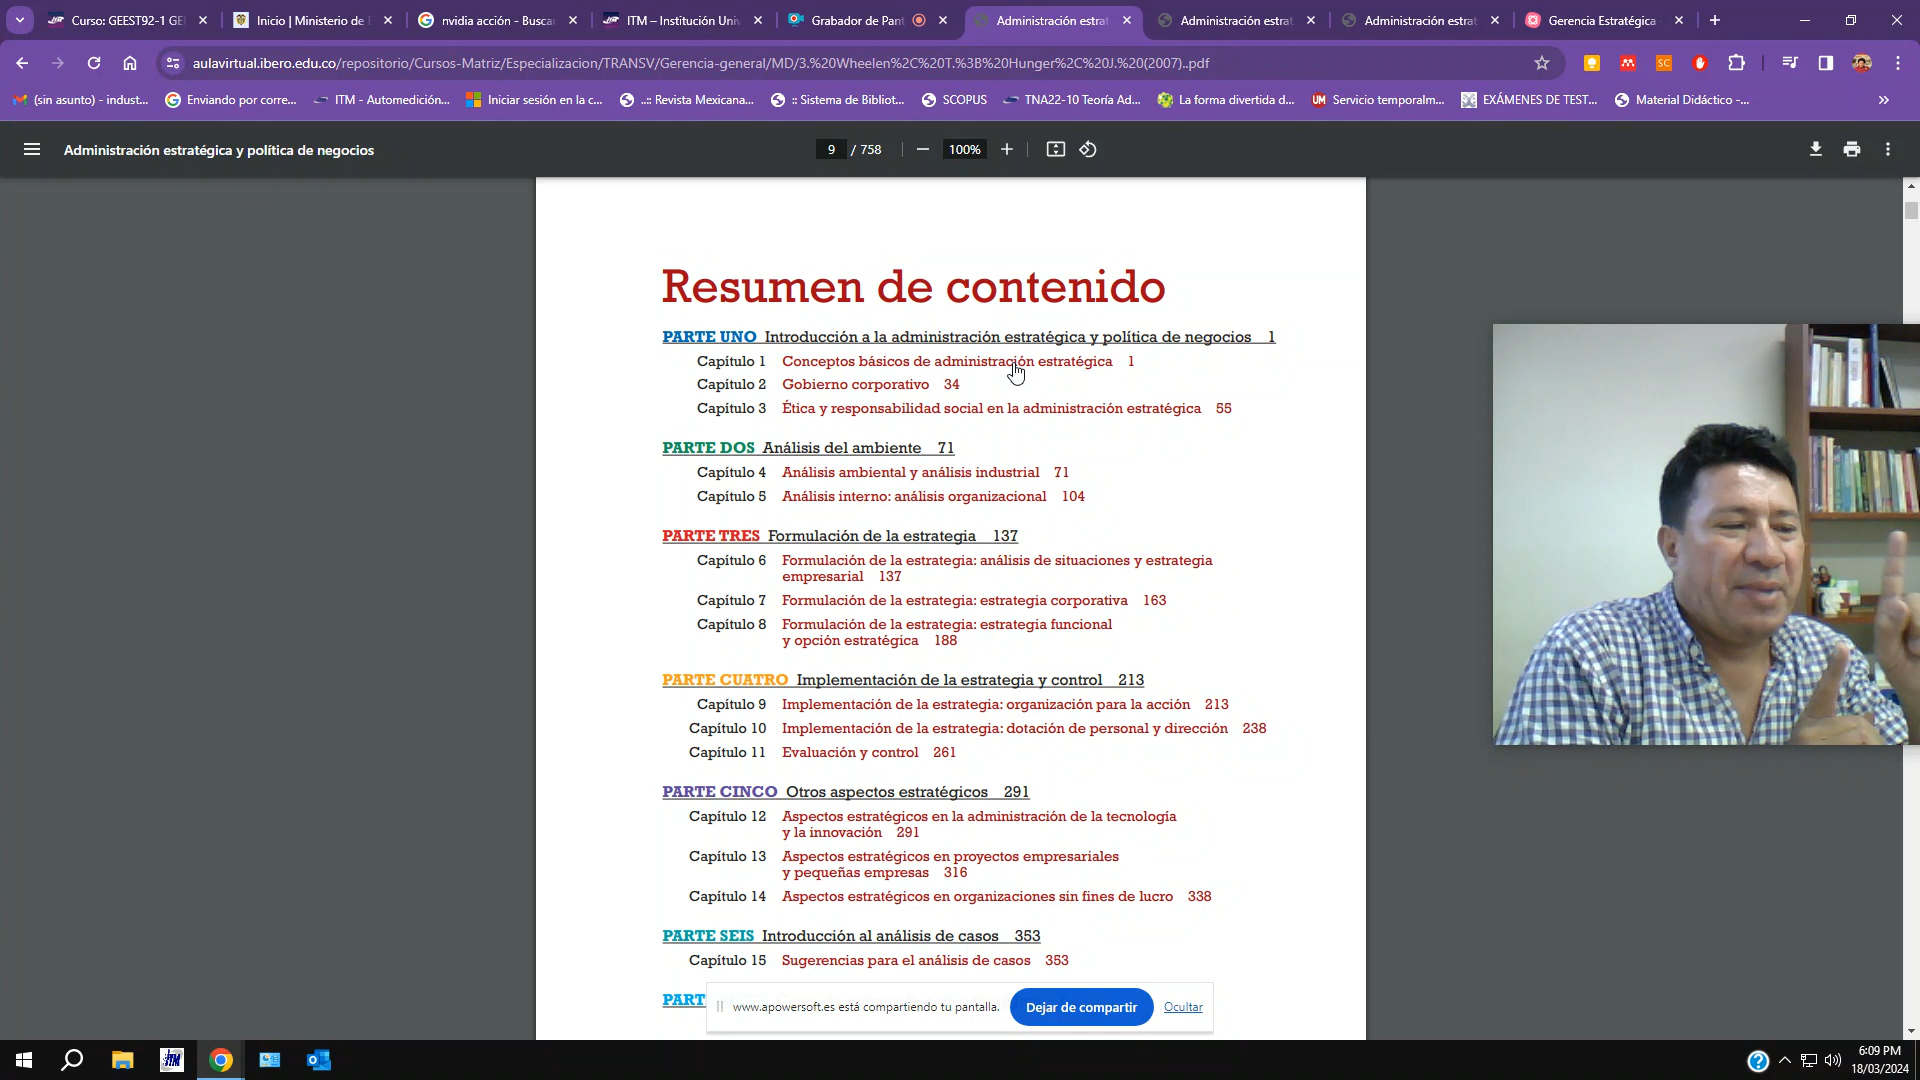 Curso: GEEST92-1 GE
Inicio | Ministerio de
nvidia acción - Busca
ITM – Institución Univ
Grabador de Pant
Administración estrat
Administración estrat
Administración estrat
Gerencia Estratégica
aulavirtual.ibero.edu.co/repositorio/Cursos-Matriz/Especializacion/TRANSV/Gerencia-general/MD/3.%20Wheelen%2C%20T.%3B%20Hunger%2C%20J.%20(2007)..pdf
(sin asunto) - indust...
Enviando por corre...
ITM - Automedición...
Iniciar sesión en la c...
..:: Revista Mexicana...
:: Sistema de Bibliot...
SCOPUS
TNA22-10 Teoría Ad...
La forma divertida d...
UM Servicio temporalm...
EXÁMENES DE TEST...
Material Didáctico -...
Administración estratégica y política de negocios
9 / 758
100%
Resumen de contenido
PARTE UNO Introducción a la administración estratégica y política de negocios 1
Capítulo 1 Conceptos básicos de administración estratégica 1
Capítulo 2 Gobierno corporativo 34
Capítulo 3 Ética y responsabilidad social en la administración estratégica 55
PARTE DOS Análisis del ambiente 71
Capítulo 4 Análisis ambiental y análisis industrial 71
Capítulo 5 Análisis interno: análisis organizacional 104
PARTE TRES Formulación de la estrategia 137
Capítulo 6 Formulación de la estrategia: análisis de situaciones y estrategia
empresarial 137
Capítulo 7 Formulación de la estrategia: estrategia corporativa 163
Capítulo 8 Formulación de la estrategia: estrategia funcional
y opción estratégica 188
PARTE CUATRO Implementación de la estrategia y control 213
Capítulo 9 Implementación de la estrategia: organización para la acción 213
Capítulo 10 Implementación de la estrategia: dotación de personal y dirección 238
Capítulo 11 Evaluación y control 261
PARTE CINCO Otros aspectos estratégicos 291
Capítulo 12 Aspectos estratégicos en la administración de la tecnología
y la innovación 291
Capítulo 13 Aspectos estratégicos en proyectos empresariales
y pequeñas empresas 316
Capítulo 14 Aspectos estratégicos en organizaciones sin fines de lucro 338
PARTE SEIS Introducción al análisis de casos 353
Capítulo 15 Sugerencias para el análisis de casos 353
PART
www.apowersoft.es está compartiendo tu pantalla.
Dejar de compartir
Ocultar
6:09 PM
18/03/2024